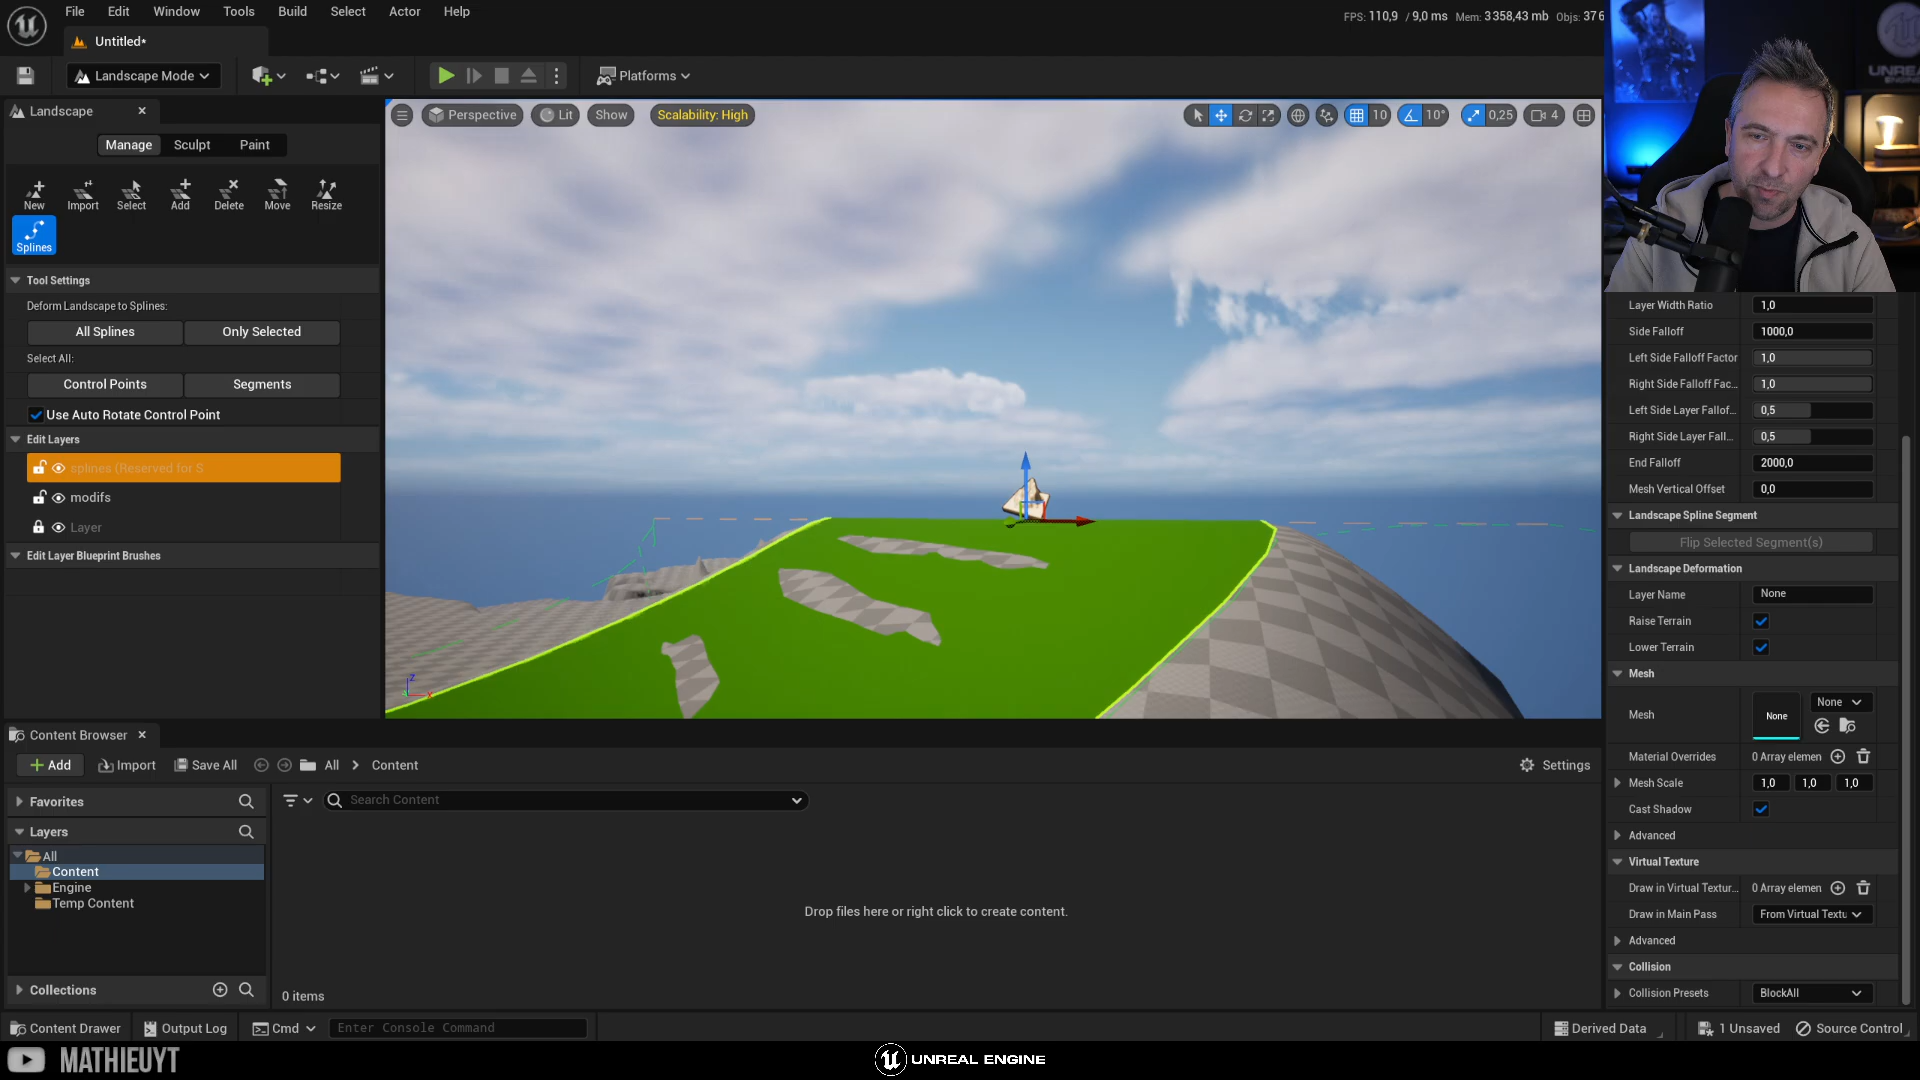 File Edit Window Tools Build Select Actor Help
FPS: 110,9 / 9,0 ms Mem: 3 358,43 mb Objs: 37 6
Untitled*
Landscape Mode
Platforms
Landscape
Perspective Lit Show Scalability: High
10 10° 0,25 4
Manage Sculpt Paint
New Import Select Add Delete Move Resize
Splines
Tool Settings
Deform Landscape to Splines:
All Splines Only Selected
Select All:
Control Points Segments
Use Auto Rotate Control Point
Edit Layers
splines (Reserved for S
modifs
Layer
Edit Layer Blueprint Brushes
Layer Width Ratio 1,0
Side Falloff 1000,0
Left Side Falloff Factor 1,0
Right Side Falloff Fac... 1,0
Left Side Layer Fallof... 0,5
Right Side Layer Fall... 0,5
End Falloff 2000,0
Mesh Vertical Offset 0,0
Landscape Spline Segment
Flip Selected Segment(s)
Landscape Deformation
Layer Name None
Raise Terrain
Lower Terrain
Mesh
Mesh None None
Material Overrides 0 Array elemen
Mesh Scale 1,0 1,0 1,0
Cast Shadow
Advanced
Virtual Texture
Draw in Virtual Textur... 0 Array elemen
Draw in Main Pass From Virtual Textu
Advanced
Collision
Collision Presets BlockAll
Z
X
Content Browser
Add Import Save All All Content Settings
Favorites
Search Content
Layers
All
Content
Engine
Temp Content
Drop files here or right click to create content.
Collections
0 items
Content Drawer Output Log Cmd Enter Console Command
Derived Data 1 Unsaved Source Control
MATHIEUYT
UNREAL ENGINE